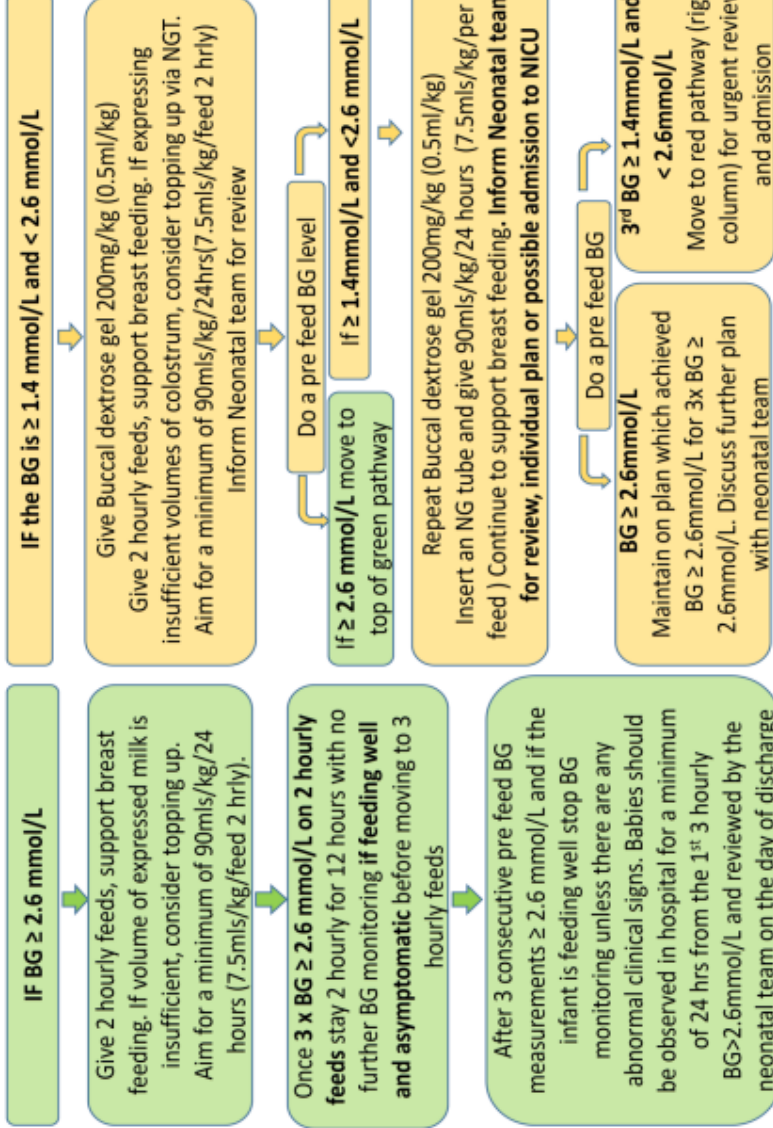 IF BG ≥ 2.6 mmol/L
Give 2 hourly feeds, support breast
feeding. If volume of expressed milk is
insufficient, consider topping up.
Aim for a minimum of 90mls/kg/24
hours (7.5mls/kg/feed 2 hrly).
Once 3 x BG ≥ 2.6 mmol/L on 2 hourly
feeds stay 2 hourly for 12 hours with no
further BG monitoring if feeding well
and asymptomatic before moving to 3
hourly feeds
After 3 consecutive pre feed BG
measurements ≥ 2.6 mmol/L and if the
infant is feeding well stop BG
monitoring unless there are any
abnormal clinical signs. Babies should
be observed in hospital for a minimum
of 24 hrs from the 1st 3 hourly
BG>2.6mmol/L and reviewed by the
neonatal team on the day of discharge
IF the BG is ≥ 1.4 mmol/L and < 2.6 mmol/L
Give Buccal dextrose gel 200mg/kg (0.5ml/kg)
Give 2 hourly feeds, support breast feeding. If expressing
insufficient volumes of colostrum, consider topping up via NGT.
Aim for a minimum of 90mls/kg/24hrs(7.5mls/kg/feed 2 hrly)
Inform Neonatal team for review
Do a pre feed BG level
If ≥ 2.6 mmol/L move to
top of green pathway
If ≥ 1.4mmol/L and <2.6 mmol/L
Repeat Buccal dextrose gel 200mg/kg (0.5ml/kg)
Insert an NG tube and give 90mls/kg/24 hours (7.5mls/kg/per
feed ) Continue to support breast feeding. Inform Neonatal team
for review, individual plan or possible admission to NICU
Do a pre feed BG
BG ≥ 2.6mmol/L
Maintain on plan which achieved
BG ≥ 2.6mmol/L for 3x BG ≥
2.6mmol/L. Discuss further plan
with neonatal team
3rd BG ≥ 1.4mmol/L and
< 2.6mmol/L
Move to red pathway
column) for urgent review
and admission